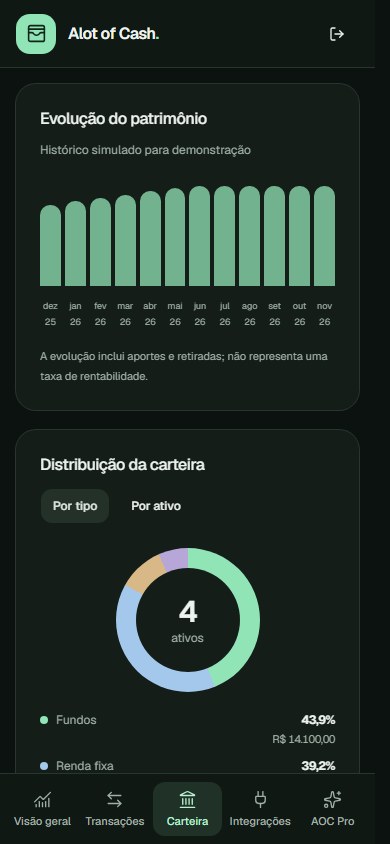 Alot of Cash.
Evolução do patrimônio
Histórico simulado para demonstração
dez jan fev mar abr mai jun jul ago set out nov
25 26 26 26 26 26 26 26 26 26 26 26
A evolução inclui aportes e retiradas; não representa uma
taxa de rentabilidade.
Distribuição da carteira
Por tipo Por ativo
4
ativos
Fundos 43,9%
R$ 14.100,00
Renda fixa 39,2%
Visão geral Transações Carteira Integrações AOC Pro